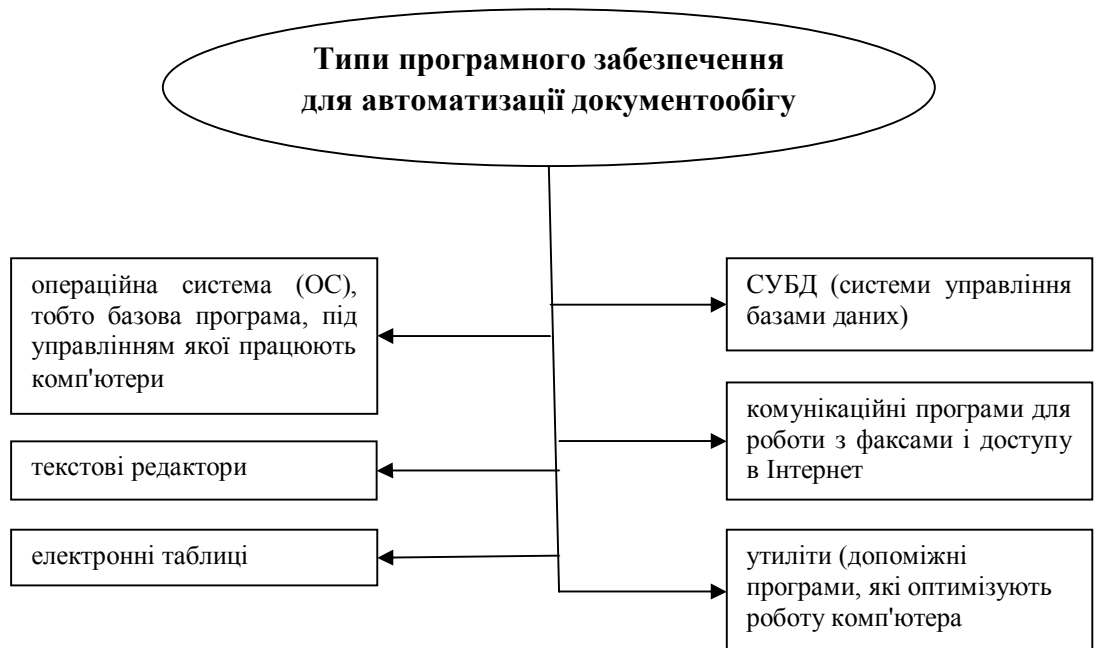 Типи програмного забезпечення
для автоматизації документообігу
операційна система (ОС),
тобто базова програма, під
управлінням якої працюють
комп'ютери
текстові редактори
електронні таблиці
СУБД (системи управління
базами даних)
комунікаційні програми для
роботи з факсами і доступу
в Інтернет
утиліти (допоміжні
програми, які оптимізують
роботу комп'ютера